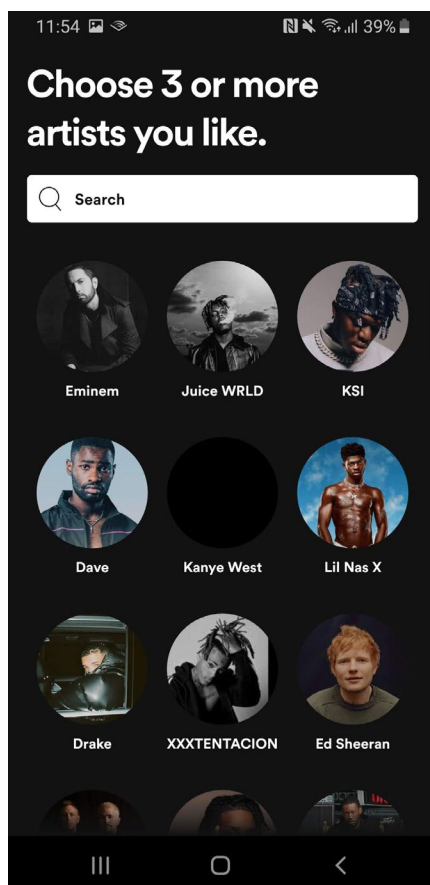 11:54 39%
Choose 3 or more
artists you like.
Search
Eminem Juice WRLD KSI
Dave Kanye West Lil Nas X
Drake XXXTENTACION Ed Sheeran